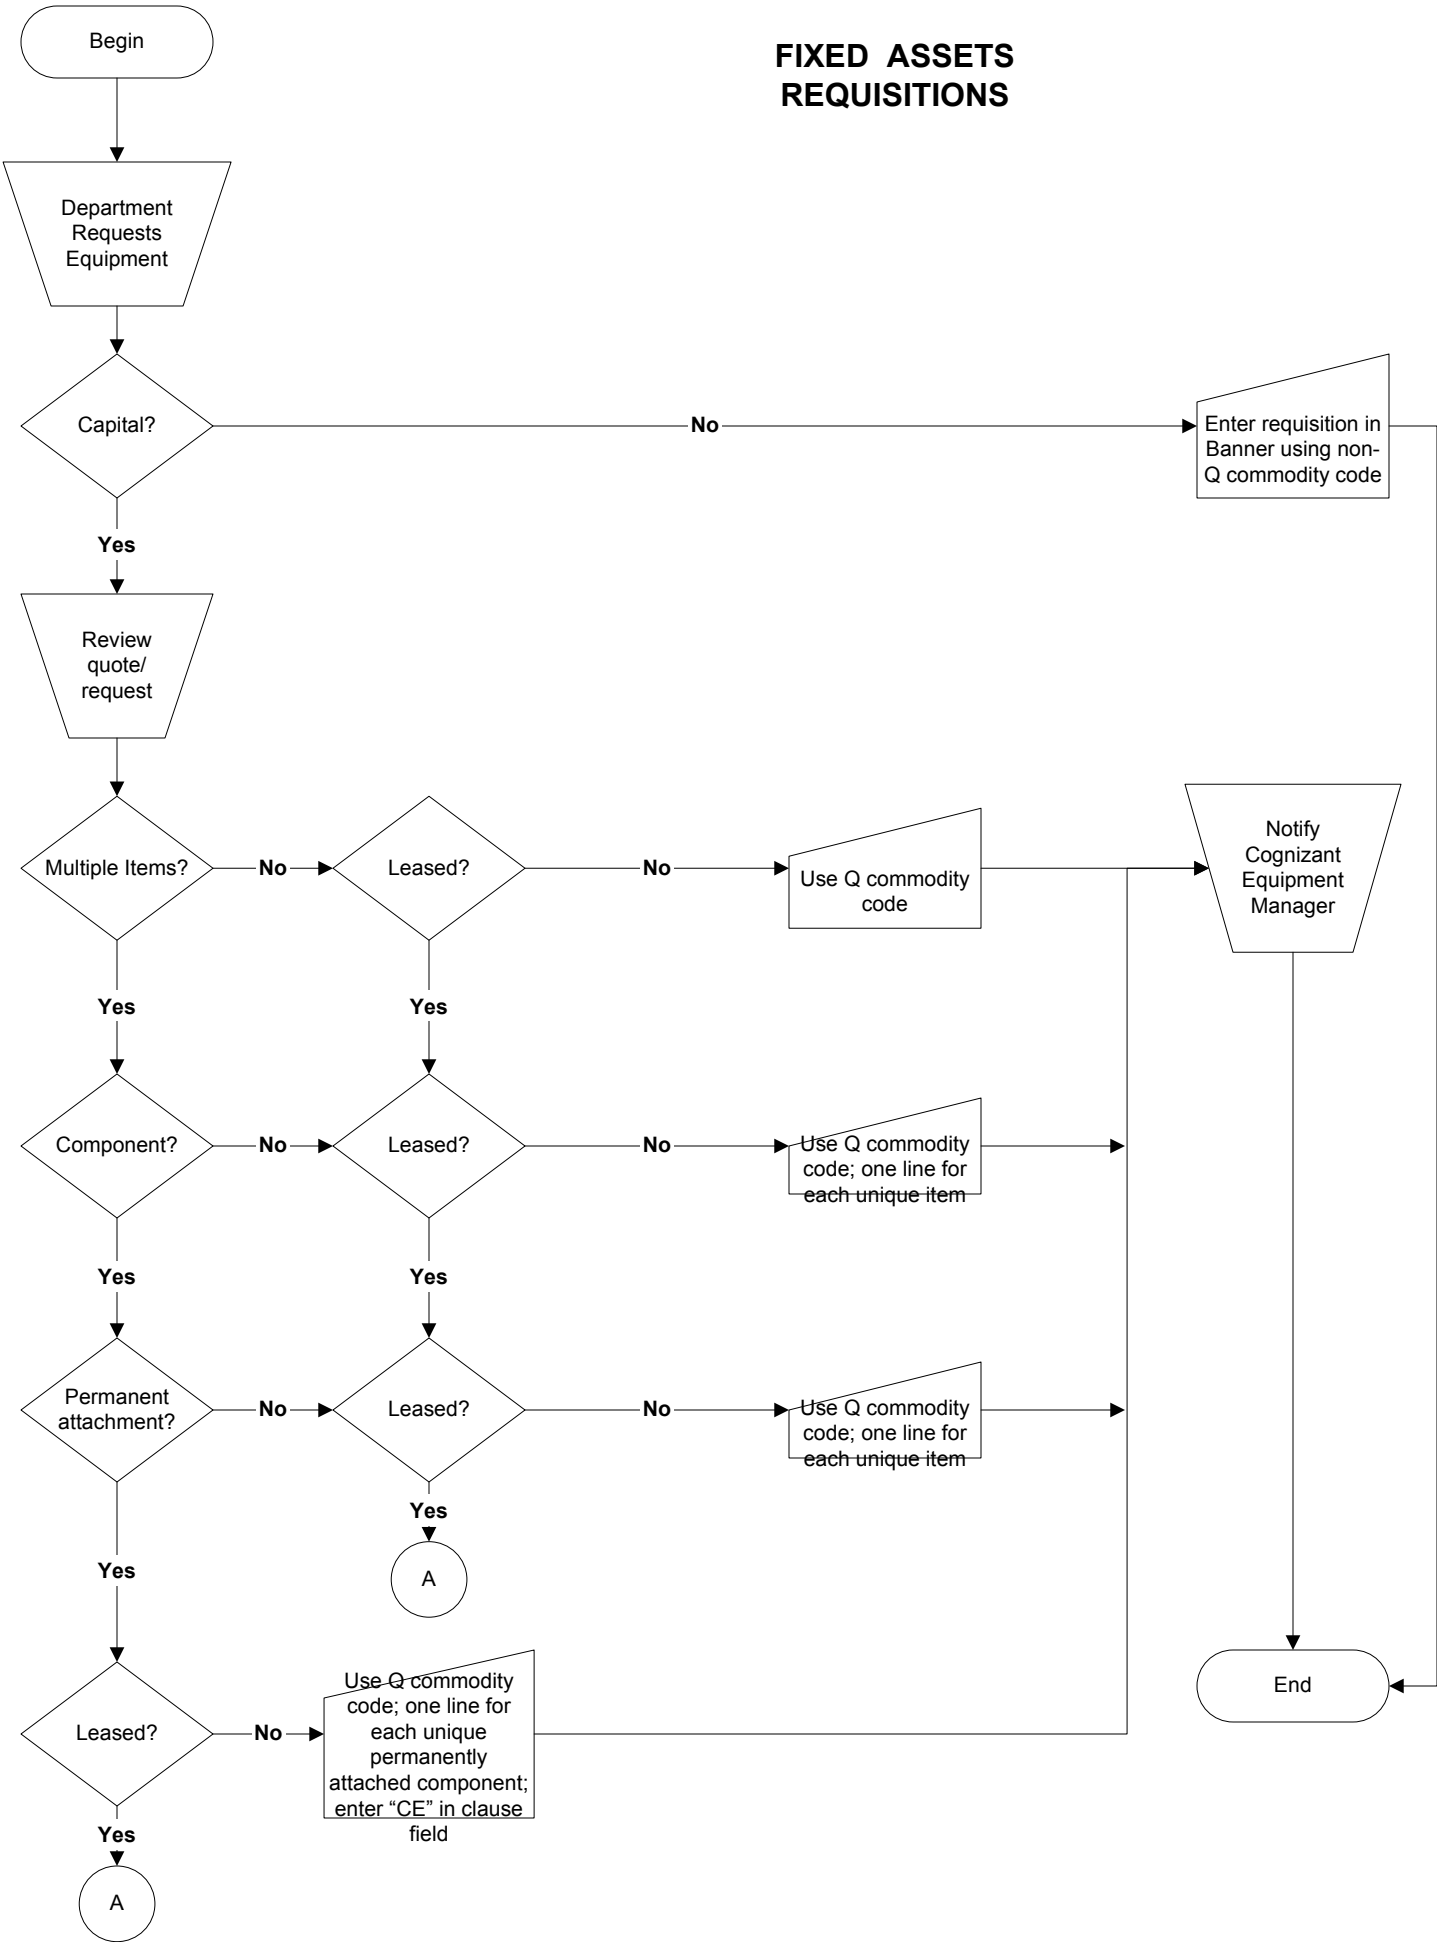 Begin
FIXED ASSETS
REQUISITIONS
Department
Requests
Equipment
Capital?
No
Enter requisition in
Banner using non-
Q commodity code
Yes
Review
quote/
request
Multiple Items?
No
Leased?
No
Use Q commodity
code
Notify
Cognizant
Equipment
Manager
Yes
Yes
Component?
No
Leased?
No
Use Q commodity
code; one line for
each unique item
Yes
Yes
Permanent
attachment?
No
Leased?
No
Use Q commodity
code; one line for
each unique item
Yes
A
Yes
Leased?
No
Use Q commodity
code; one line for
each unique
permanently
attached component;
enter “CE” in clause
field
End
Yes
A